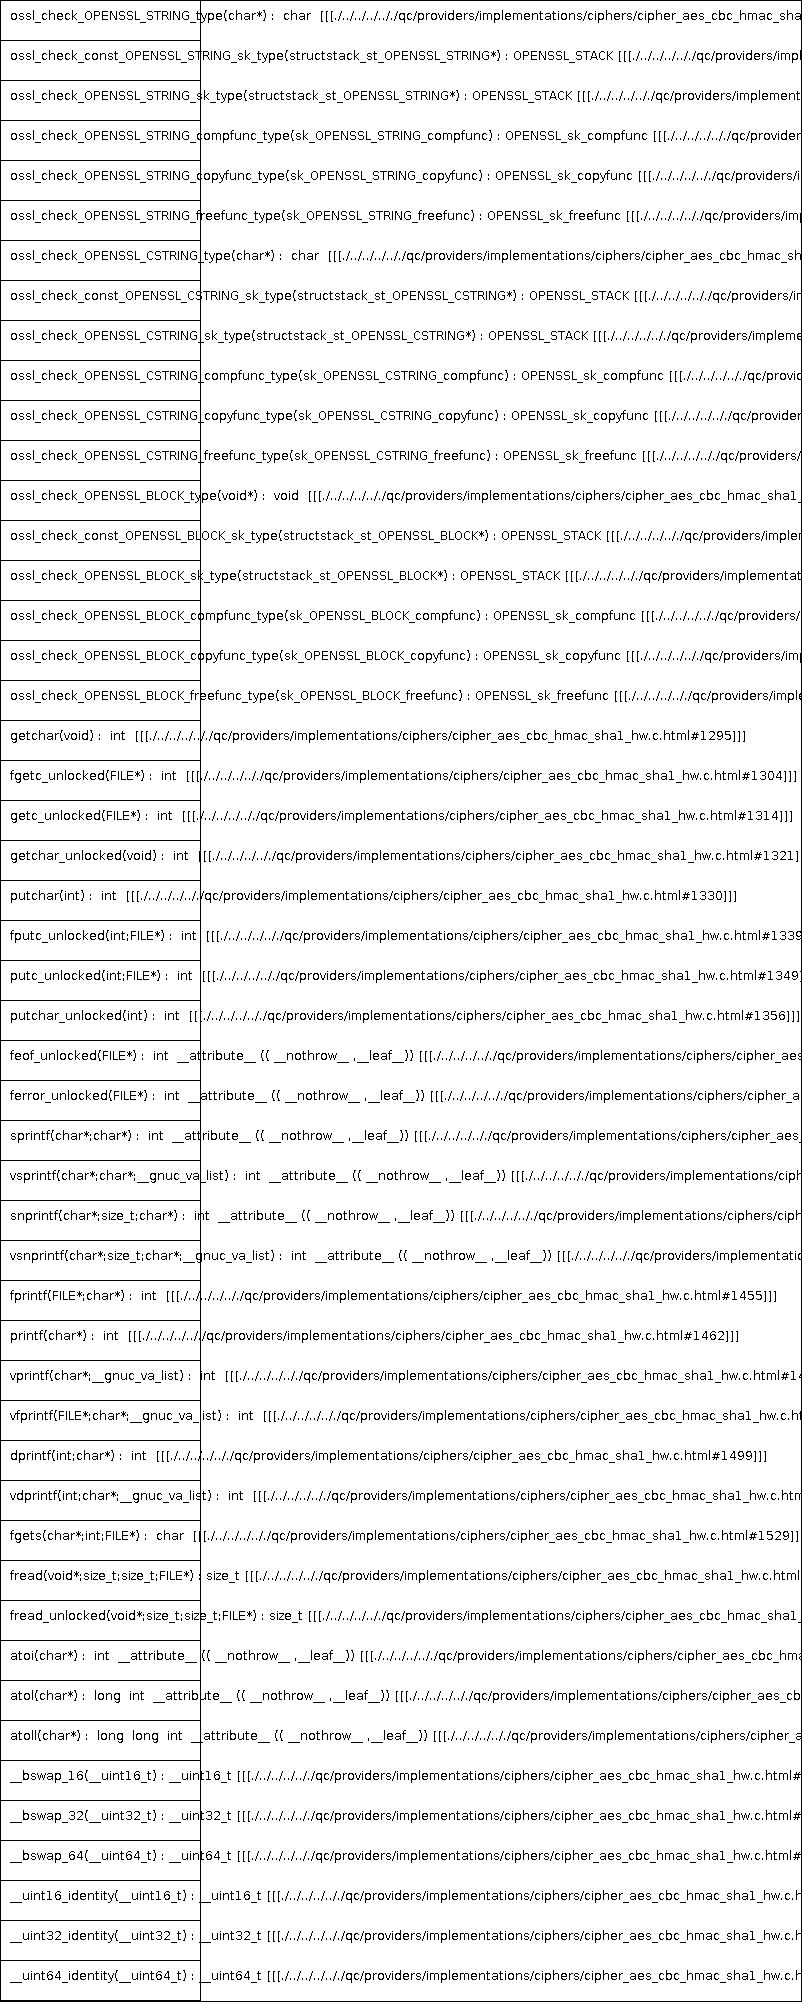 ossl_check_OPENSSL_STRING_type(char*) : char [[[./../../../../../qc/providers/implementations/ciphers/cipher_aes_cbc_hmac_sha
ossl_check_const_OPENSSL_STRING_sk_type(structstack_st_OPENSSL_STRING*) : OPENSSL_STACK [[[./../../../../../qc/providers/impl
ossl_check_OPENSSL_STRING_sk_type(structstack_st_OPENSSL_STRING*) : OPENSSL_STACK [[[./../../../../../qc/providers/implement
ossl_check_OPENSSL_STRING_compfunc_type(sk_OPENSSL_STRING_compfunc) : OPENSSL_sk_compfunc [[[./../../../../../qc/provider
ossl_check_OPENSSL_STRING_copyfunc_type(sk_OPENSSL_STRING_copyfunc) : OPENSSL_sk_copyfunc [[[./../../../../../qc/providers/i
ossl_check_OPENSSL_STRING_freefunc_type(sk_OPENSSL_STRING_freefunc) : OPENSSL_sk_freefunc [[[./../../../../../qc/providers/im
ossl_check_OPENSSL_CSTRING_type(char*) : char [[[./../../../../../qc/providers/implementations/ciphers/cipher_aes_cbc_hmac_sh
ossl_check_const_OPENSSL_CSTRING_sk_type(structstack_st_OPENSSL_CSTRING*) : OPENSSL_STACK [[[./../../../../../qc/providers/i
ossl_check_OPENSSL_CSTRING_sk_type(structstack_st_OPENSSL_CSTRING*) : OPENSSL_STACK [[[./../../../../../qc/providers/impleme
ossl_check_OPENSSL_CSTRING_compfunc_type(sk_OPENSSL_CSTRING_compfunc) : OPENSSL_sk_compfunc [[[./../../../../../qc/provi
ossl_check_OPENSSL_CSTRING_copyfunc_type(sk_OPENSSL_CSTRING_copyfunc) : OPENSSL_sk_copyfunc [[[./../../../../../qc/provider
ossl_check_OPENSSL_CSTRING_freefunc_type(sk_OPENSSL_CSTRING_freefunc) : OPENSSL_sk_freefunc [[[./../../../../../qc/providers/
ossl_check_OPENSSL_BLOCK_type(void*) : void [[[./../../../../../qc/providers/implementations/ciphers/cipher_aes_cbc_hmac_sha1_
ossl_check_const_OPENSSL_BLOCK_sk_type(structstack_st_OPENSSL_BLOCK*) : OPENSSL_STACK [[[./../../../../../qc/providers/imple
ossl_check_OPENSSL_BLOCK_sk_type(structstack_st_OPENSSL_BLOCK*) : OPENSSL_STACK [[[./../../../../../qc/providers/implementat
ossl_check_OPENSSL_BLOCK_compfunc_type(sk_OPENSSL_BLOCK_compfunc) : OPENSSL_sk_compfunc [[[./../../../../../qc/providers/
ossl_check_OPENSSL_BLOCK_copyfunc_type(sk_OPENSSL_BLOCK_copyfunc) : OPENSSL_sk_copyfunc [[[./../../../../../qc/providers/im
ossl_check_OPENSSL_BLOCK_freefunc_type(sk_OPENSSL_BLOCK_freefunc) : OPENSSL_sk_freefunc [[[./../../../../../qc/providers/impl
getchar(void) : int [[[./../../../../../qc/providers/implementations/ciphers/cipher_aes_cbc_hmac_sha1_hw.c.html#1295]]]
fgetc_unlocked(FILE*) : int [[[./../../../../../qc/providers/implementations/ciphers/cipher_aes_cbc_hmac_sha1_hw.c.html#1304]]]
getc_unlocked(FILE*) : int [[[./../../../../../qc/providers/implementations/ciphers/cipher_aes_cbc_hmac_sha1_hw.c.html#1314]]]
getchar_unlocked(void) : int [[[./../../../../../qc/providers/implementations/ciphers/cipher_aes_cbc_hmac_sha1_hw.c.html#1321]
putchar(int) : int [[[./../../../../../qc/providers/implementations/ciphers/cipher_aes_cbc_hmac_sha1_hw.c.html#1330]]]
fputc_unlocked(int;FILE*) : int [[[./../../../../../qc/providers/implementations/ciphers/cipher_aes_cbc_hmac_sha1_hw.c.html#1339
putc_unlocked(int;FILE*) : int [[[./../../../../../qc/providers/implementations/ciphers/cipher_aes_cbc_hmac_sha1_hw.c.html#1349]
putchar_unlocked(int) : int [[[./../../../../../qc/providers/implementations/ciphers/cipher_aes_cbc_hmac_sha1_hw.c.html#1356]]]
feof_unlocked(FILE*) : int __attribute__ (( __nothrow__ ,__leaf__)) [[[./../../../../../qc/providers/implementations/ciphers/cipher_aes
ferror_unlocked(FILE*) : int __attribute__ (( __nothrow__ ,__leaf__)) [[[./../../../../../qc/providers/implementations/ciphers/cipher_a
sprintf(char*;char*) : int __attribute__ (( __nothrow__ ,__leaf__)) [[[./../../../../../qc/providers/implementations/ciphers/cipher_aes_
vsprintf(char*;char*;__gnuc_va_list) : int __attribute__ (( __nothrow__ ,__leaf__)) [[[./../../../../../qc/providers/implementations/ciph
snprintf(char*;size_t;char*) : int __attribute__ (( __nothrow__ ,__leaf__)) [[[./../../../../../qc/providers/implementations/ciphers/ciph
vsnprintf(char*;size_t;char*;__gnuc_va_list) : int __attribute__ (( __nothrow__ ,__leaf__)) [[[./../../../../../qc/providers/implementatio
fprintf(FILE*;char*) : int [[[./../../../../../qc/providers/implementations/ciphers/cipher_aes_cbc_hmac_sha1_hw.c.html#1455]]]
printf(char*) : int [[[./../../../../../qc/providers/implementations/ciphers/cipher_aes_cbc_hmac_sha1_hw.c.html#1462]]]
vprintf(char*;__gnuc_va_list) : int [[[./../../../../../qc/providers/implementations/ciphers/cipher_aes_cbc_hmac_sha1_hw.c.html#14
vfprintf(FILE*;char*;__gnuc_va_list) : int [[[./../../../../../qc/providers/implementations/ciphers/cipher_aes_cbc_hmac_sha1_hw.c.ht
dprintf(int;char*) : int [[[./../../../../../qc/providers/implementations/ciphers/cipher_aes_cbc_hmac_sha1_hw.c.html#1499]]]
vdprintf(int;char*;__gnuc_va_list) : int [[[./../../../../../qc/providers/implementations/ciphers/cipher_aes_cbc_hmac_sha1_hw.c.htm
fgets(char*;int;FILE*) : char [[[./../../../../../qc/providers/implementations/ciphers/cipher_aes_cbc_hmac_sha1_hw.c.html#1529]]
fread(void*;size_t;size_t;FILE*) : size_t [[[./../../../../../qc/providers/implementations/ciphers/cipher_aes_cbc_hmac_sha1_hw.c.html
fread_unlocked(void*;size_t;size_t;FILE*) : size_t [[[./../../../../../qc/providers/implementations/ciphers/cipher_aes_cbc_hmac_sha1_
atoi(char*) : int __attribute__ (( __nothrow__ ,__leaf__)) [[[./../../../../../qc/providers/implementations/ciphers/cipher_aes_cbc_hma
atol(char*) : long int __attribute__ (( __nothrow__ ,__leaf__)) [[[./../../../../../qc/providers/implementations/ciphers/cipher_aes_cb
atoll(char*) : long long int __attribute__ (( __nothrow__ ,__leaf__)) [[[./../../../../../qc/providers/implementations/ciphers/cipher_a
__bswap_16(__uint16_t) : __uint16_t [[[./../../../../../qc/providers/implementations/ciphers/cipher_aes_cbc_hmac_sha1_hw.c.html#
__bswap_32(__uint32_t) : __uint32_t [[[./../../../../../qc/providers/implementations/ciphers/cipher_aes_cbc_hmac_sha1_hw.c.html#
__bswap_64(__uint64_t) : __uint64_t [[[./../../../../../qc/providers/implementations/ciphers/cipher_aes_cbc_hmac_sha1_hw.c.html#
__uint16_identity(__uint16_t) : __uint16_t [[[./../../../../../qc/providers/implementations/ciphers/cipher_aes_cbc_hmac_sha1_hw.c.h
__uint32_identity(__uint32_t) : __uint32_t [[[./../../../../../qc/providers/implementations/ciphers/cipher_aes_cbc_hmac_sha1_hw.c.h
__uint64_identity(__uint64_t) : __uint64_t [[[./../../../../../qc/providers/implementations/ciphers/cipher_aes_cbc_hmac_sha1_hw.c.h